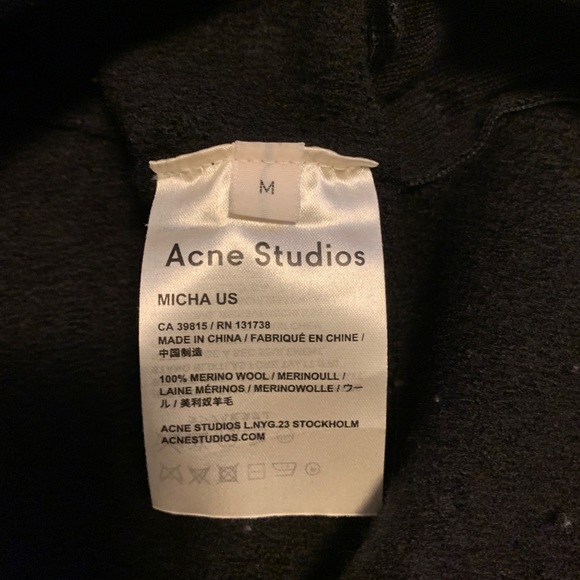 M
Acne Studios
MICHA US
CA 39815 / RN 131738
MADE IN CHINA / FABRIQUÉ EN CHINE /
中国制造
100% MERINO WOOL / MERINOULL /
LAINE MÉRINOS / MERINOWOLLE / ウー
ル / 美利奴羊毛
ACNE STUDIOS L.NYG.23 STOCKHOLM
ACNESTUDIOS.COM